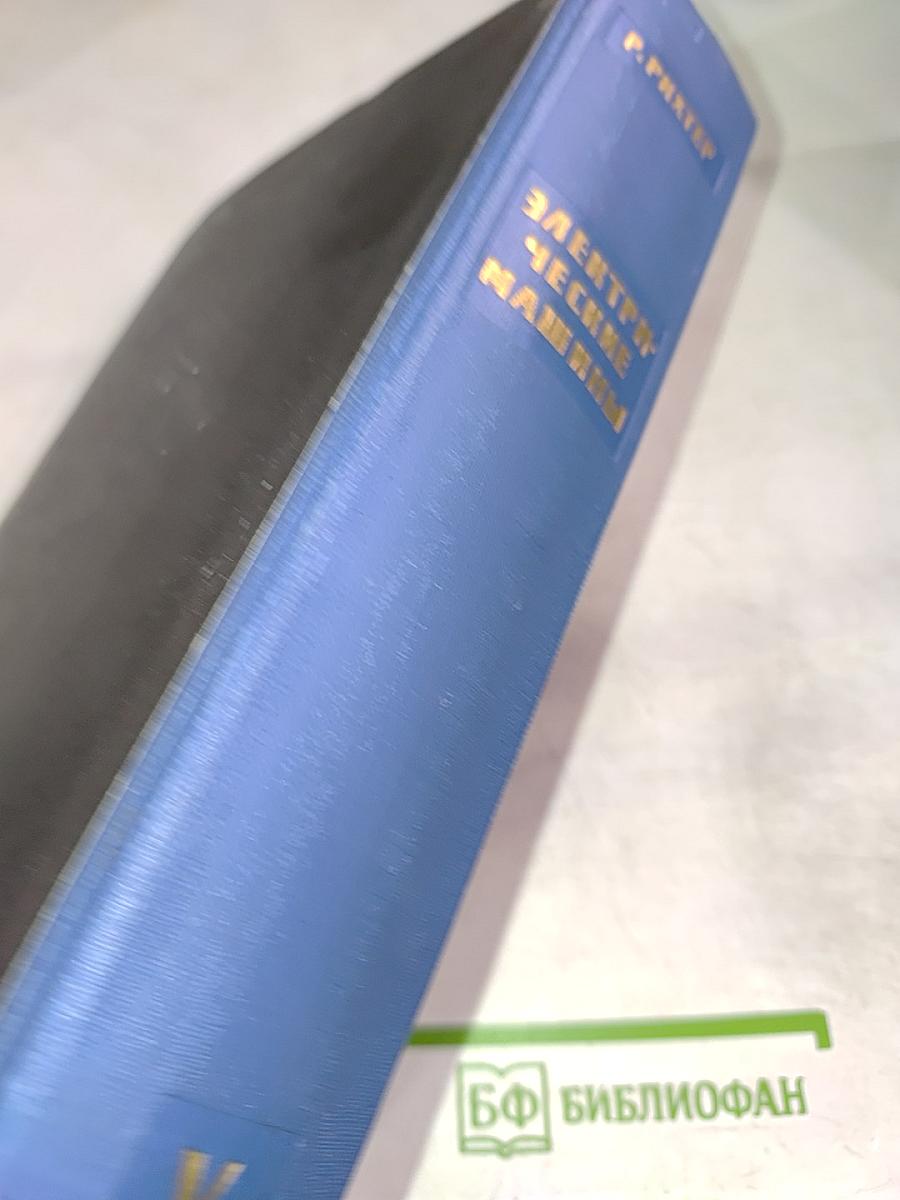 Р. РИХТЕР
ЭЛЕКТРИ-
ЧЕСКИЕ
МАШИНЫ
V
БФ БИБЛИОФАН